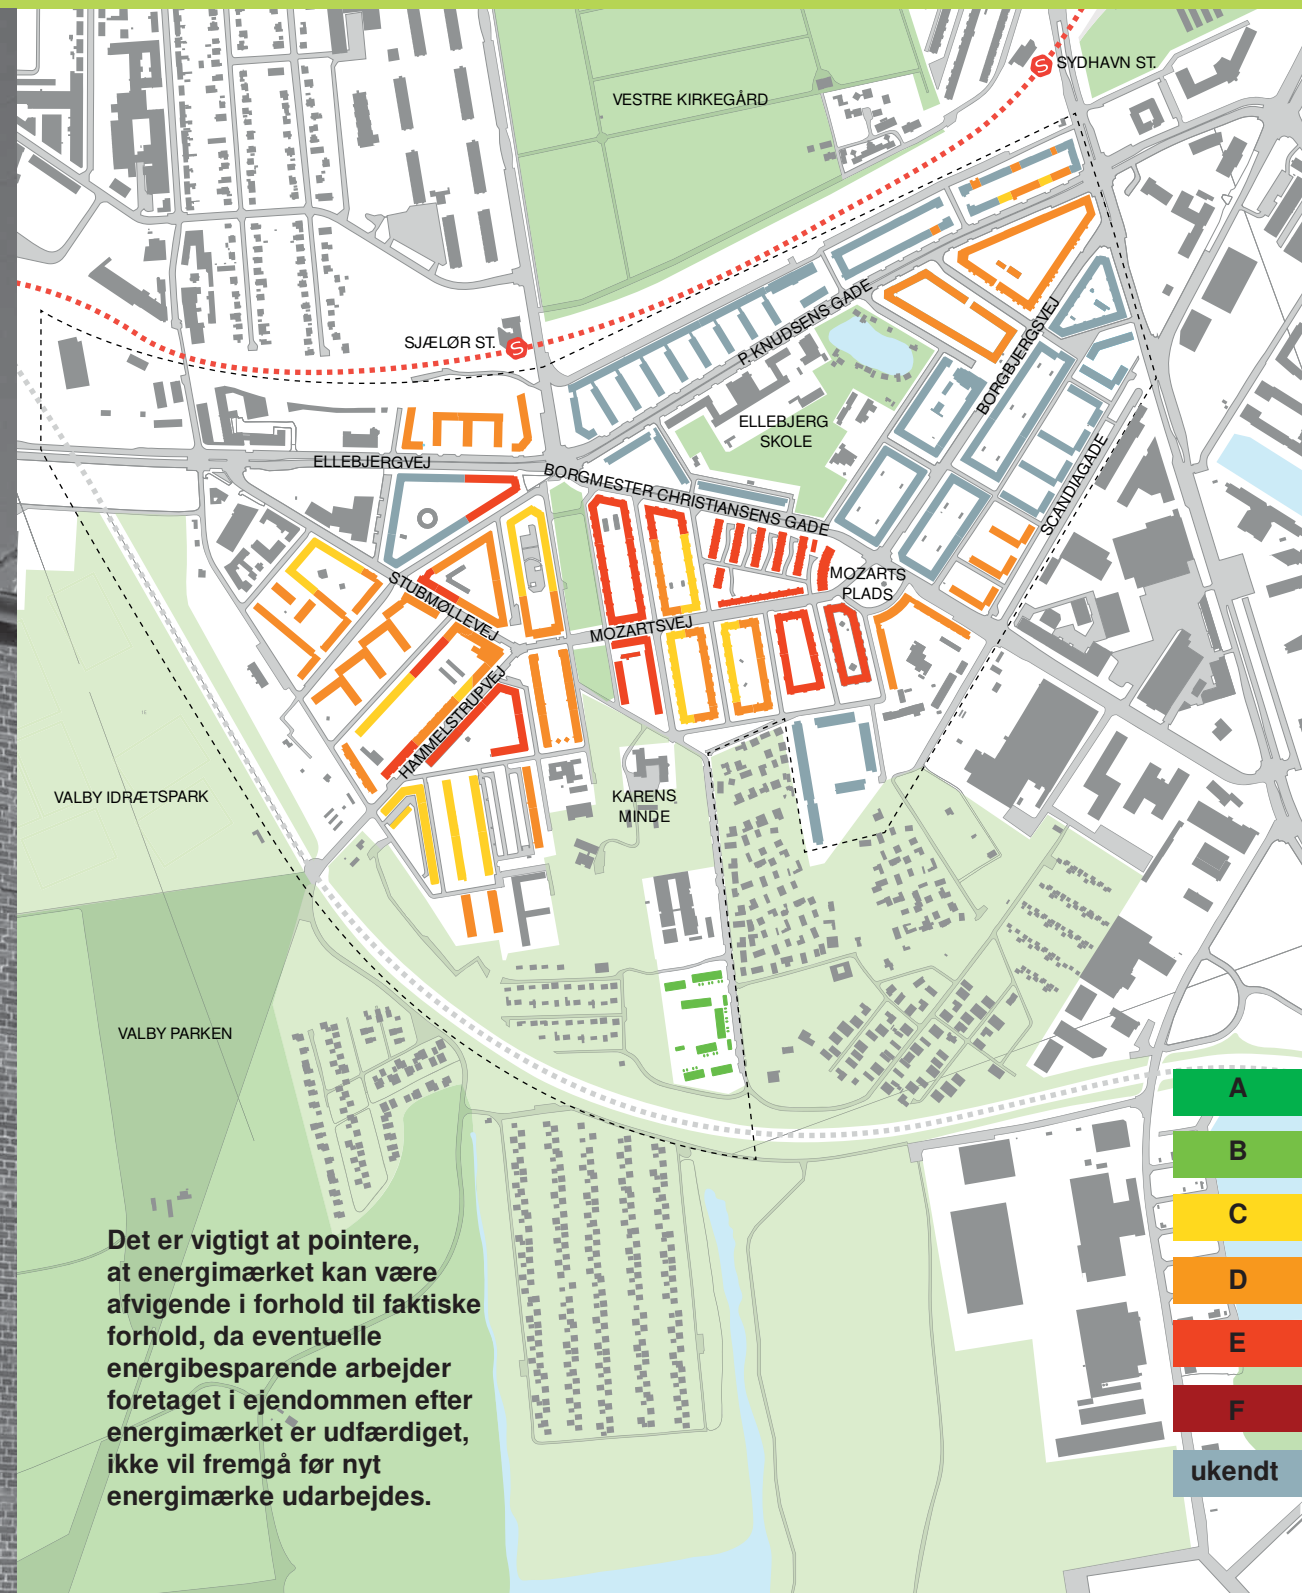 SYDHAVN ST.
VESTRE KIRKEGÅRD
SJÆLØR ST.
P. KNUDSENS GADE
BORGBJERGSVEJ
ELLEBJERG
SKOLE
ELLEBJERGVEJ
BORGMESTER CHRISTIANSENS GADE
SCANDIAGADE
MOZARTS
PLADS
STUBMØLLEVEJ
MOZARTSVEJ
HAMMELSTRUPVEJ
VALBY IDRÆTSPARK
KARENS
MINDE
VALBY PARKEN
A
B
C
D
E
F
ukendt
Det er vigtigt at pointere,
at energimærket kan være
afvigende i forhold til faktiske
forhold, da eventuelle
energibesparende arbejder
foretaget i ejendommen efter
energimærket er udfærdiget,
ikke vil fremgå før nyt
energimærke udarbejdes.